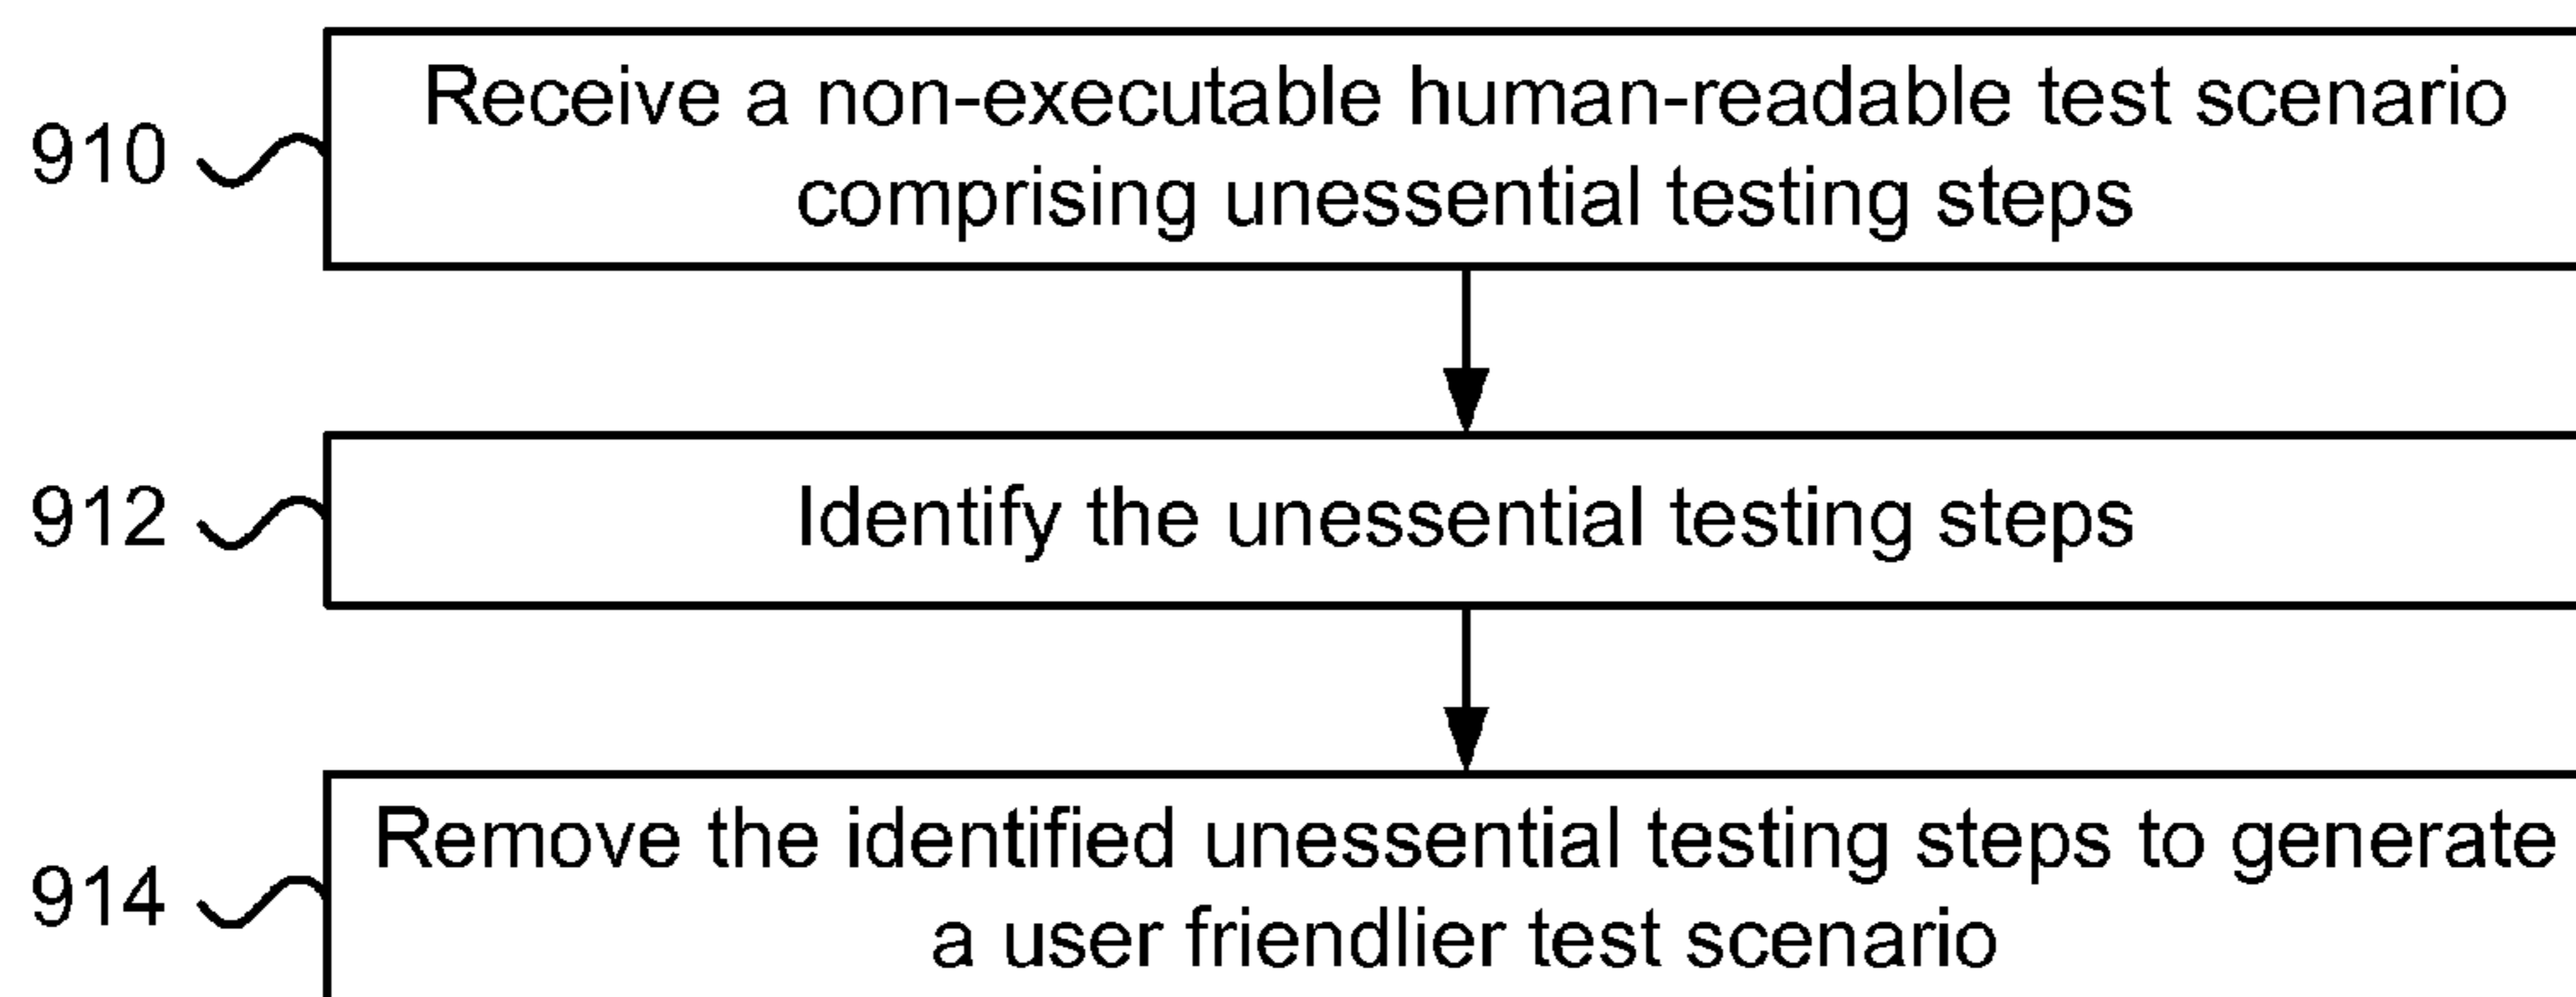 910
Receive a non-executable human-readable test scenario
comprising unessential testing steps
912
Identify the unessential testing steps
914
Remove the identified unessential testing steps to generate
a user friendlier test scenario